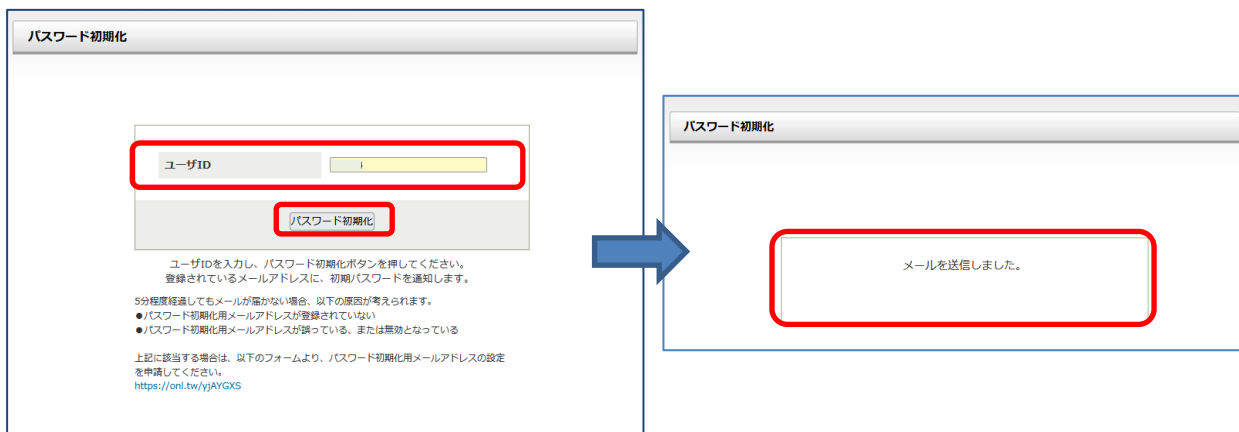 パスワード初期化
ユーザID
パスワード初期化
ユーザIDを入力し、パスワード初期化ボタンを押してください。
登録されているメールアドレスに、初期パスワードを通知します。
5分程度経過してもメールが届かない場合、以下の原因が考えられます。
●パスワード初期化用メールアドレスが登録されていない
●パスワード初期化用メールアドレスが誤っている、または無効となっている
上記に該当する場合は、以下のフォームより、パスワード初期化用メールアドレスの設定
を申請してください。
https://onl.tw/yjAYGXS
パスワード初期化
メールを送信しました。